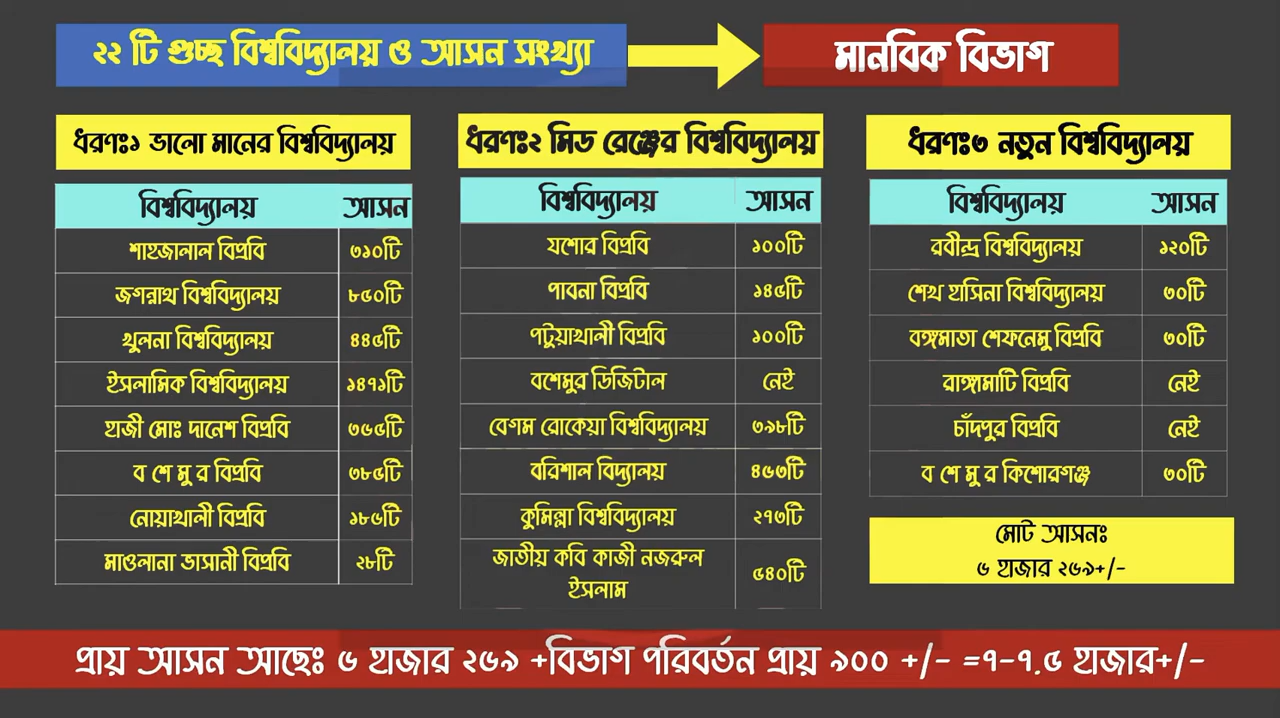 ২২ টি গুচ্ছ বিশ্ববিদ্যালয় ও আসন সংখ্যা
মানবিক বিভাগ
ধরণঃ১ ভালো মানের বিশ্ববিদ্যালয়
বিশ্ববিদ্যালয় আসন
শাহজালাল বিপ্রবি ৩১০টি
জগন্নাথ বিশ্ববিদ্যালয় ৮৫০টি
খুলনা বিশ্ববিদ্যালয় ৪৪৫টি
ইসলামিক বিশ্ববিদ্যালয় ১৪৭১টি
হাজী মোঃ দানেশ বিপ্রবি ৩৬৫টি
ব শে মু র বিপ্রবি ৩৮৫টি
নোয়াখালী বিপ্রবি ১৮৬টি
মাওলানা ভাসানী বিপ্রবি ২৮টি
ধরণঃ২ মিড রেঞ্জের বিশ্ববিদ্যালয়
বিশ্ববিদ্যালয় আসন
যশোর বিপ্রবি ১০০টি
পাবনা বিপ্রবি ১৪৫টি
পটুয়াখালী বিপ্রবি ১০০টি
বশেমুর ডিজিটাল নেই
বেগম রোকেয়া বিশ্ববিদ্যালয় ৩৯৮টি
বরিশাল বিদ্যালয় ৪৬৩টি
কুমিল্লা বিশ্ববিদ্যালয় ২৭৩টি
জাতীয় কবি কাজী নজরুল
ইসলাম ৫৪০টি
ধরণঃ৩ নতুন বিশ্ববিদ্যালয়
বিশ্ববিদ্যালয় আসন
রবীন্দ্র বিশ্ববিদ্যালয় ১২০টি
শেখ হাসিনা বিশ্ববিদ্যালয় ৩০টি
বঙ্গমাতা শেফনেমু বিপ্রবি ৩০টি
রাঙ্গামাটি বিপ্রবি নেই
চাঁদপুর বিপ্রবি নেই
ব শে মু র কিশোরগঞ্জ ৩০টি
মোট আসনঃ
৬ হাজার ২৬৯+/-
প্রায় আসন আছেঃ ৬ হাজার ২৬৯ +বিভাগ পরিবর্তন প্রায় ৯০০ +/- =৭-৭.৫ হাজার+/-